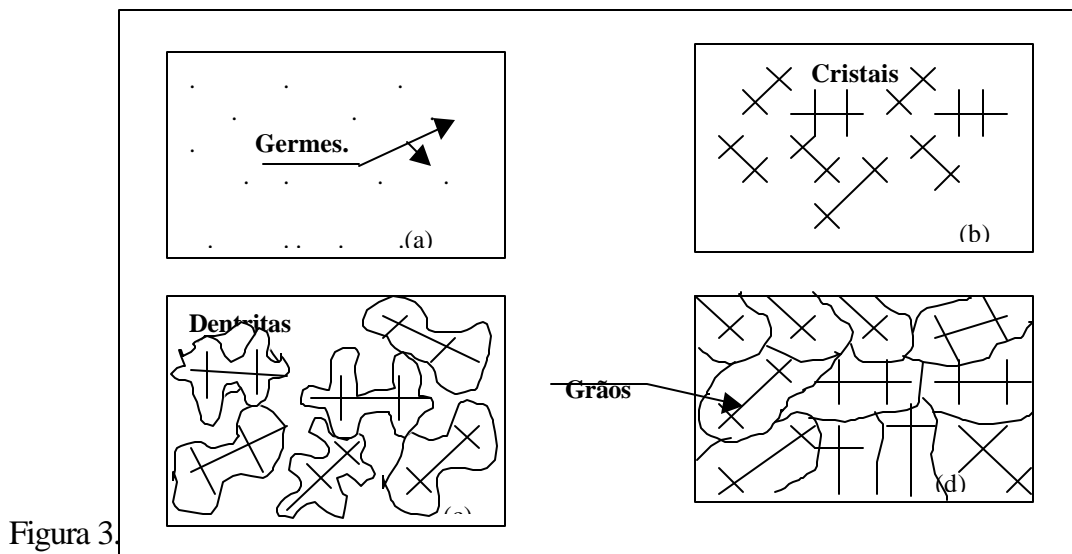 Germes.
(a)
Cristais
(b)
Dentritas
(c)
Grãos
(d)
Figura 3.